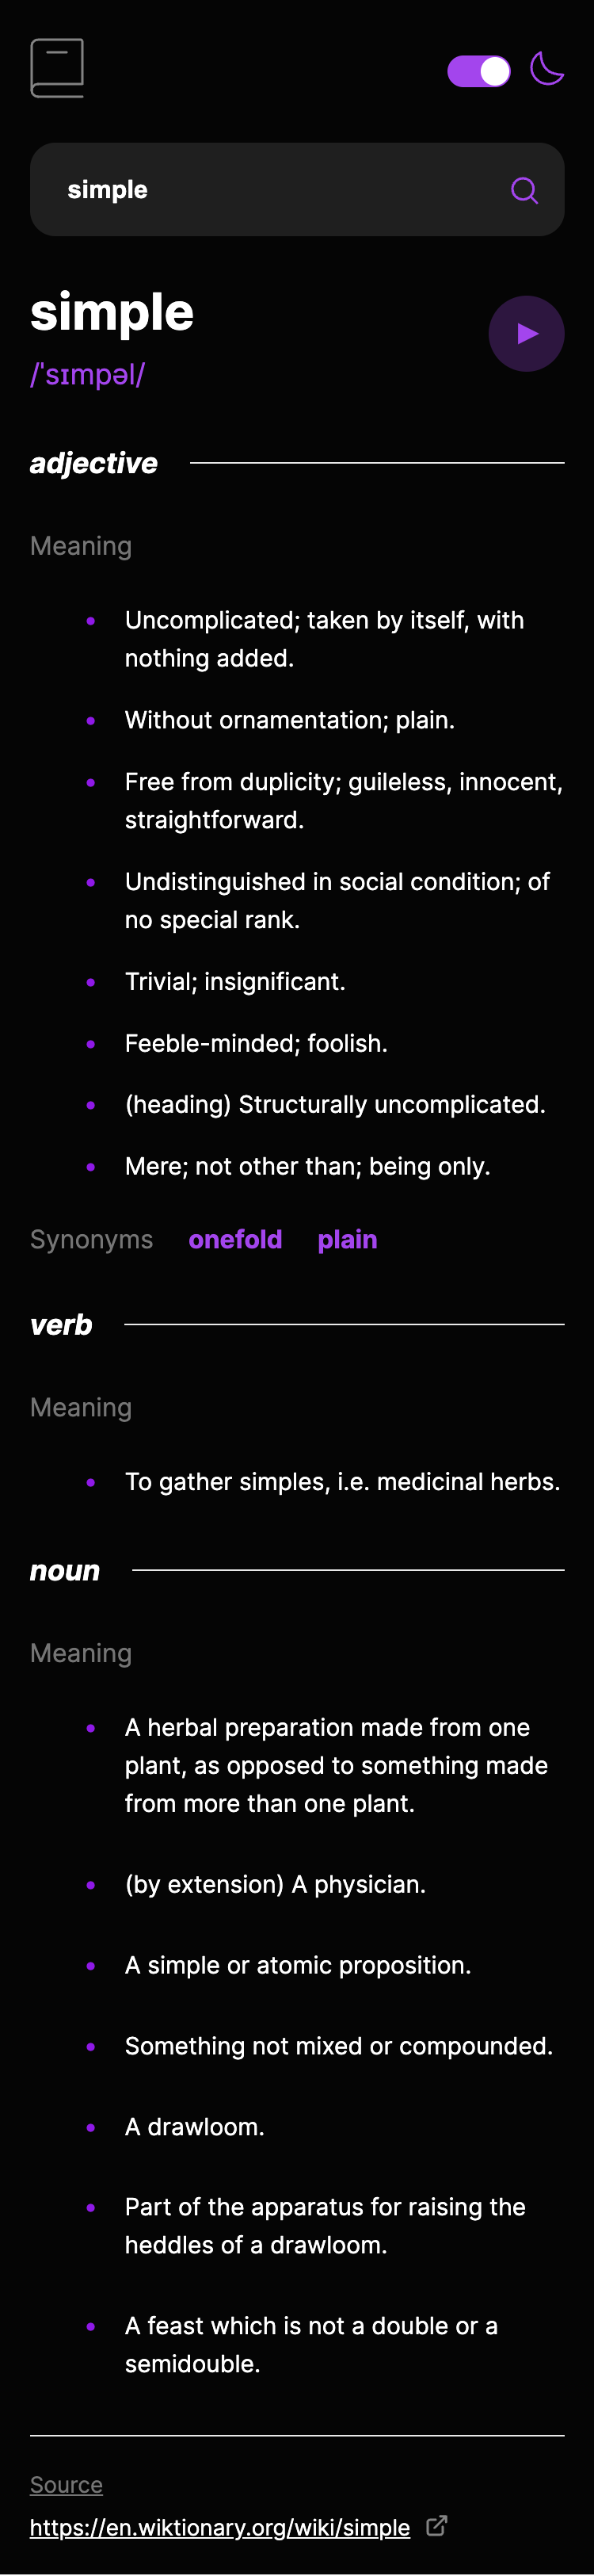 simple
simple
/ˈsɪmpəl/
adjective
Meaning
Uncomplicated; taken by itself, with
nothing added.
Without ornamentation; plain.
Free from duplicity; guileless, innocent,
straightforward.
Undistinguished in social condition; of
no special rank.
Trivial; insignificant.
Feeble-minded; foolish.
(heading) Structurally uncomplicated.
Mere; not other than; being only.
Synonyms onefold plain
verb
Meaning
To gather simples, i.e. medicinal herbs.
noun
Meaning
A herbal preparation made from one
plant, as opposed to something made
from more than one plant.
(by extension) A physician.
A simple or atomic proposition.
Something not mixed or compounded.
A drawloom.
Part of the apparatus for raising the
heddles of a drawloom.
A feast which is not a double or a
semidouble.
Source
https://en.wiktionary.org/wiki/simple